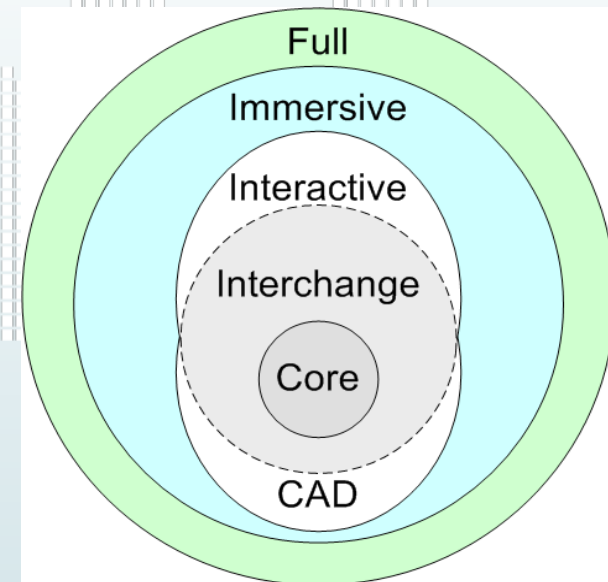 Full
Immersive
Interactive
Interchange
Core
CAD